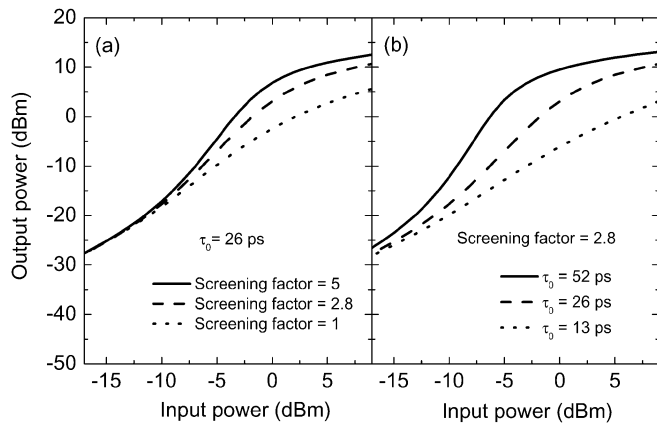 20
10
0
-10
-20
-30
-40
-50
Output power (dBm)
(a)
τ0= 26 ps
Screening factor = 5
Screening factor = 2.8
Screening factor = 1
-15
-10
-5
0
5
Input power (dBm)
(b)
Screening factor = 2.8
τ0 = 52 ps
τ0 = 26 ps
τ0 = 13 ps
-15
-10
-5
0
5
Input power (dBm)